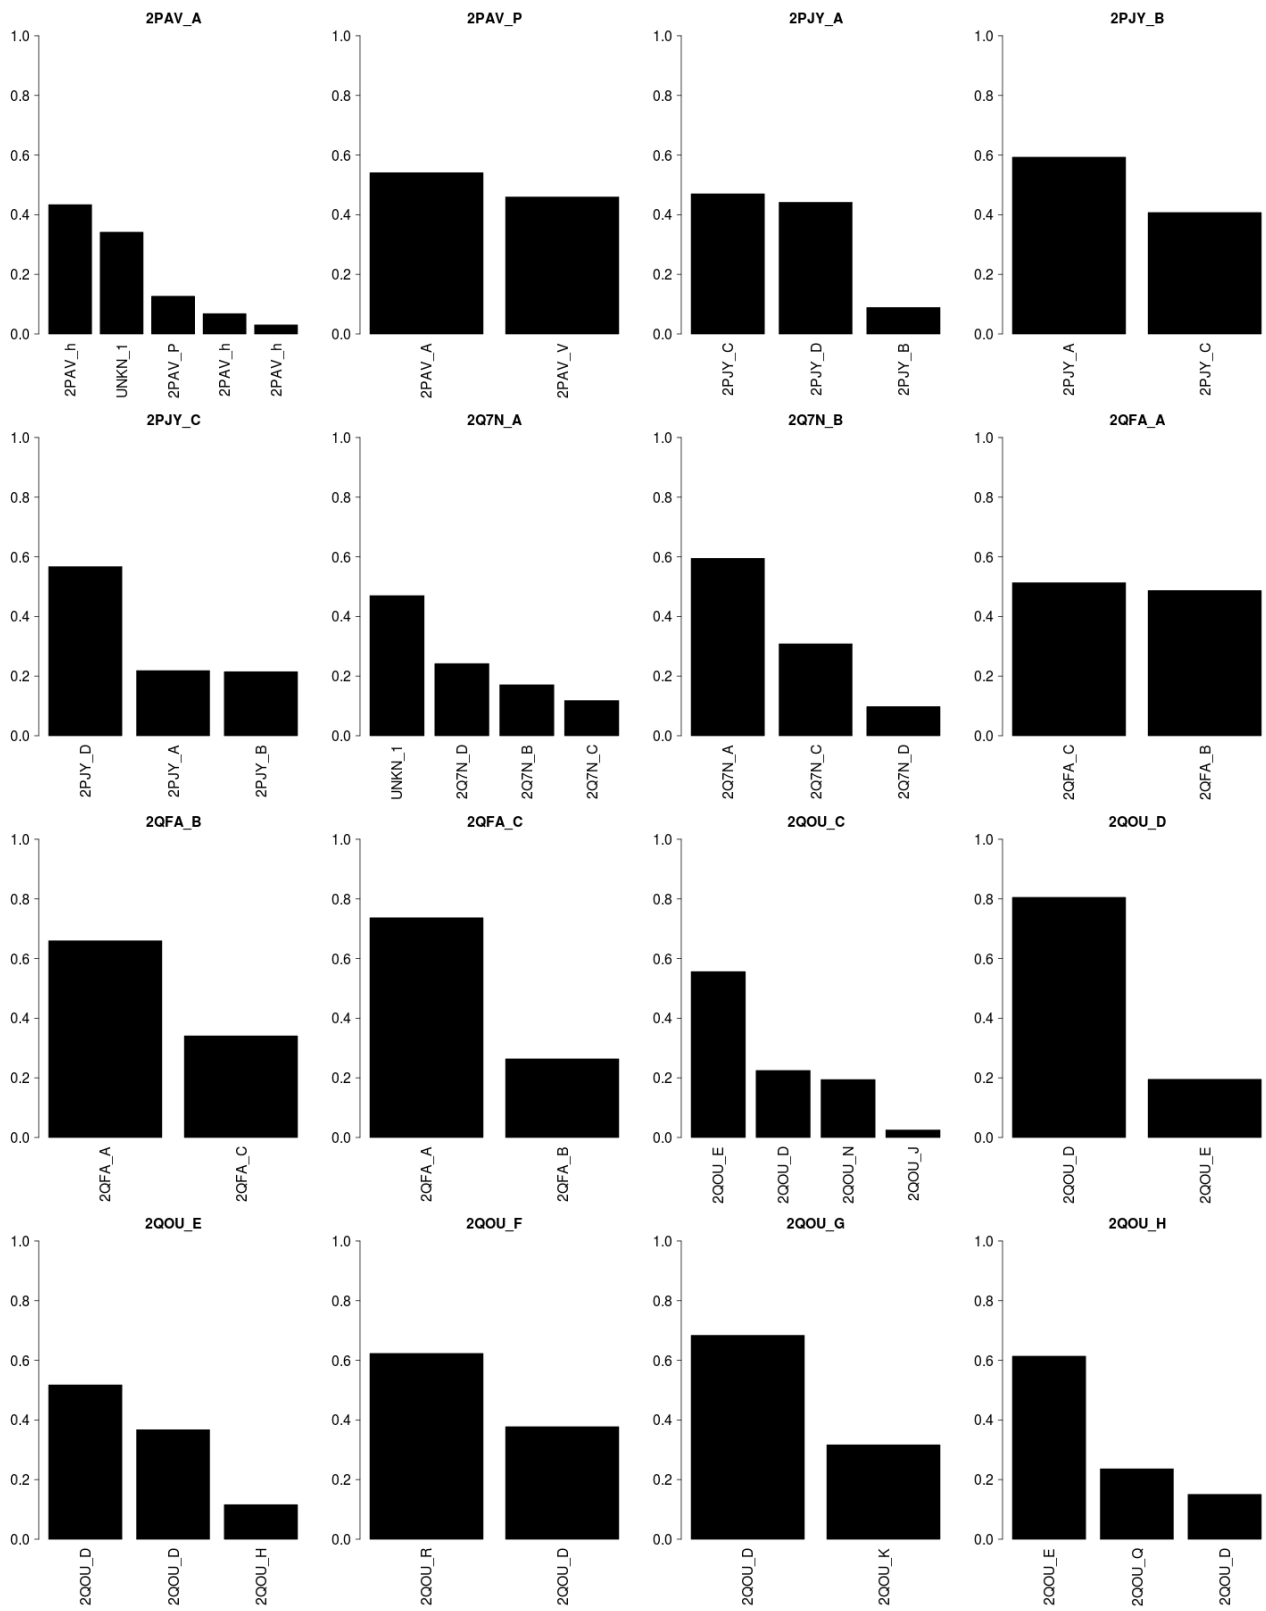 2PAV_A
1.0
0.8
0.6
0.4
0.2
0.0
2PAV_h
UNKN_1
2PAV_P
2PAV_h
2PAV_h
2PAV_P
1.0
0.8
0.6
0.4
0.2
0.0
2PAV_A
2PAV_V
2PJY_A
1.0
0.8
0.6
0.4
0.2
0.0
2PJY_C
2PJY_D
2PJY_B
2PJY_B
1.0
0.8
0.6
0.4
0.2
0.0
2PJY_A
2PJY_C
2PJY_C
1.0
0.8
0.6
0.4
0.2
0.0
2PJY_D
2PJY_A
2PJY_B
2Q7N_A
1.0
0.8
0.6
0.4
0.2
0.0
UNKN_1
2Q7N_D
2Q7N_B
2Q7N_C
2Q7N_B
1.0
0.8
0.6
0.4
0.2
0.0
2Q7N_A
2Q7N_C
2Q7N_D
2QFA_A
1.0
0.8
0.6
0.4
0.2
0.0
2QFA_C
2QFA_B
2QFA_B
1.0
0.8
0.6
0.4
0.2
0.0
2QFA_A
2QFA_C
2QFA_C
1.0
0.8
0.6
0.4
0.2
0.0
2QFA_A
2QFA_B
2QOU_C
1.0
0.8
0.6
0.4
0.2
0.0
2QOU_E
2QOU_D
2QOU_N
2QOU_J
2QOU_D
1.0
0.8
0.6
0.4
0.2
0.0
2QOU_D
2QOU_E
2QOU_E
1.0
0.8
0.6
0.4
0.2
0.0
2QOU_D
2QOU_D
2QOU_H
2QOU_F
1.0
0.8
0.6
0.4
0.2
0.0
2QOU_R
2QOU_D
2QOU_G
1.0
0.8
0.6
0.4
0.2
0.0
2QOU_D
2QOU_K
2QOU_H
1.0
0.8
0.6
0.4
0.2
0.0
2QOU_E
2QOU_Q
2QOU_D